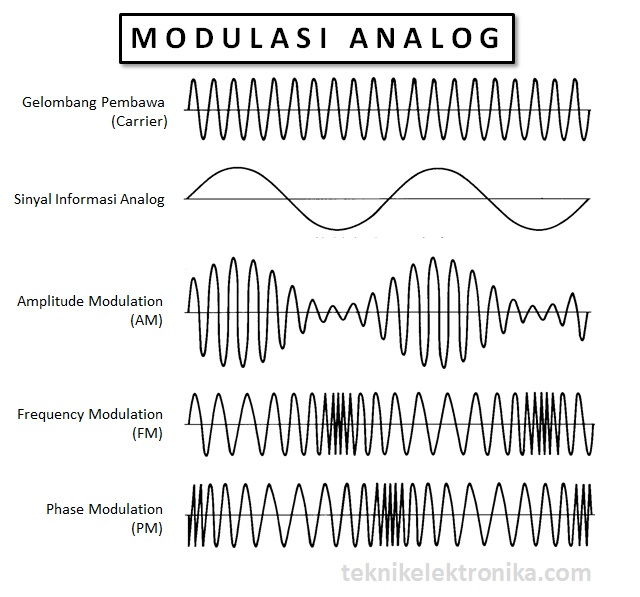 MODULASI ANALOG
Gelombang Pembawa
(Carrier)
Sinyal Informasi Analog
Amplitude Modulation
(AM)
Frequency Modulation
(FM)
Phase Modulation
(PM)
teknikelektronika.com